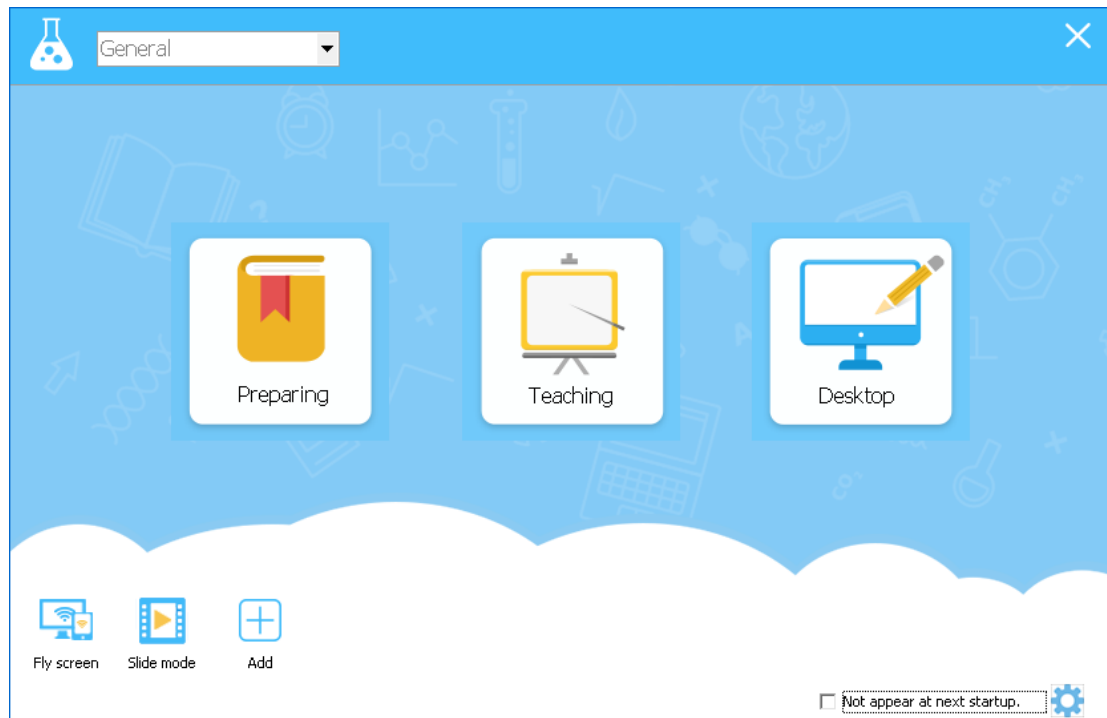 General
Preparing
Teaching
Desktop
Fly screen
Slide mode
Add
Not appear at next startup.